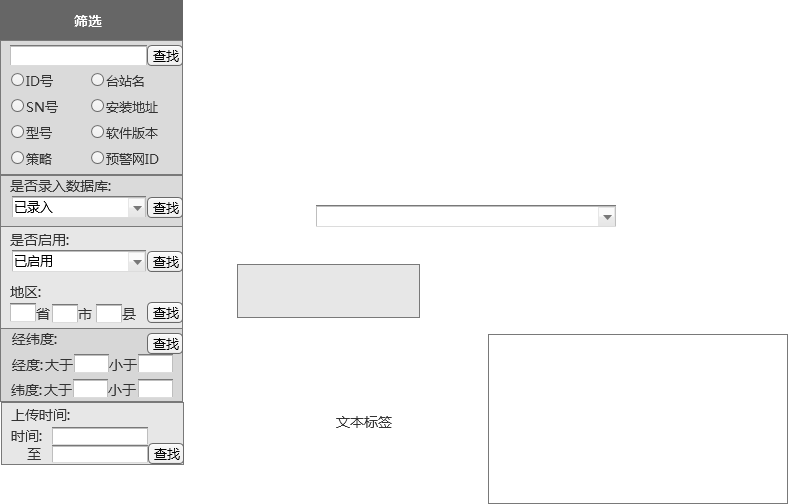 筛选
查找
ID号 台站名
SN号 安装地址
型号 软件版本
策略 预警网ID
是否录入数据库:
已录入 查找
是否启用:
已启用 查找
地区:
省 市 县 查找
经纬度: 查找
经度:大于 小于
纬度:大于 小于
上传时间:
时间:
至 查找
文本标签